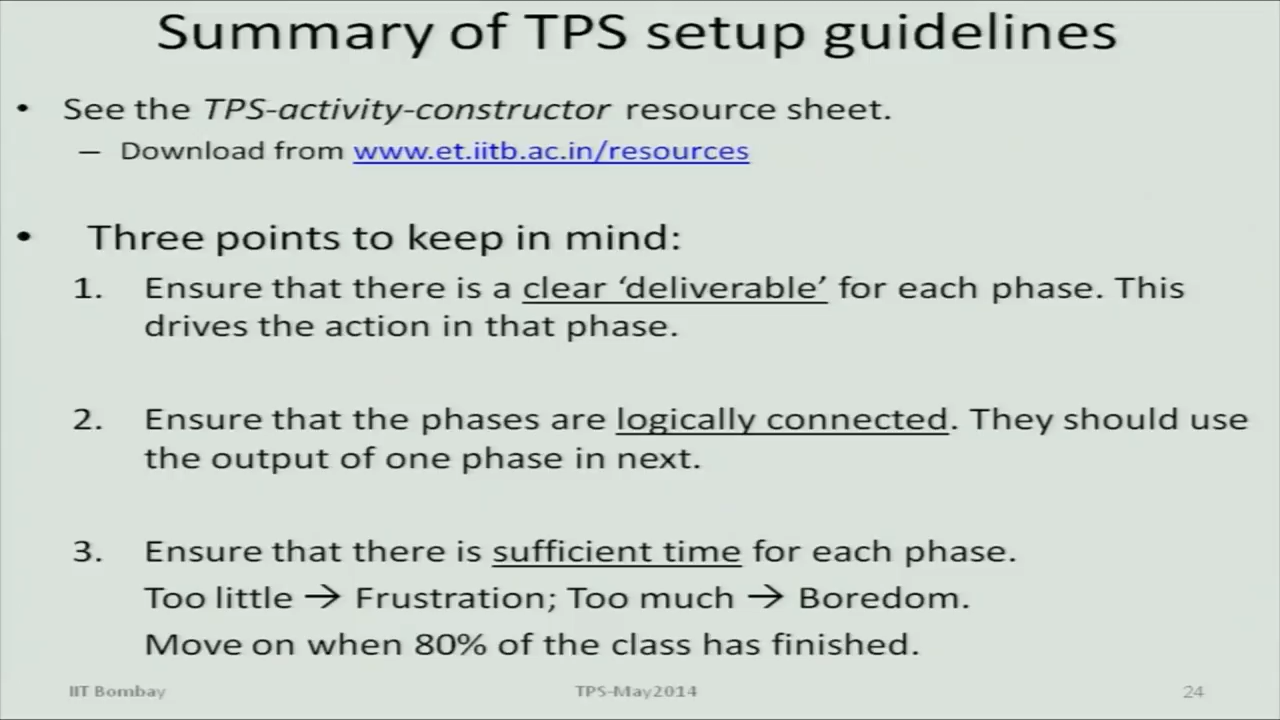 Summary of TPS setup guidelines
• See the TPS-activity-constructor resource sheet.
– Download from www.et.iitb.ac.in/resources
• Three points to keep in mind:
1. Ensure that there is a clear ‘deliverable’ for each phase. This
drives the action in that phase.
2. Ensure that the phases are logically connected. They should use
the output of one phase in next.
3. Ensure that there is sufficient time for each phase.
Too little → Frustration; Too much → Boredom.
Move on when 80% of the class has finished.
IIT Bombay
TPS-May2014
24